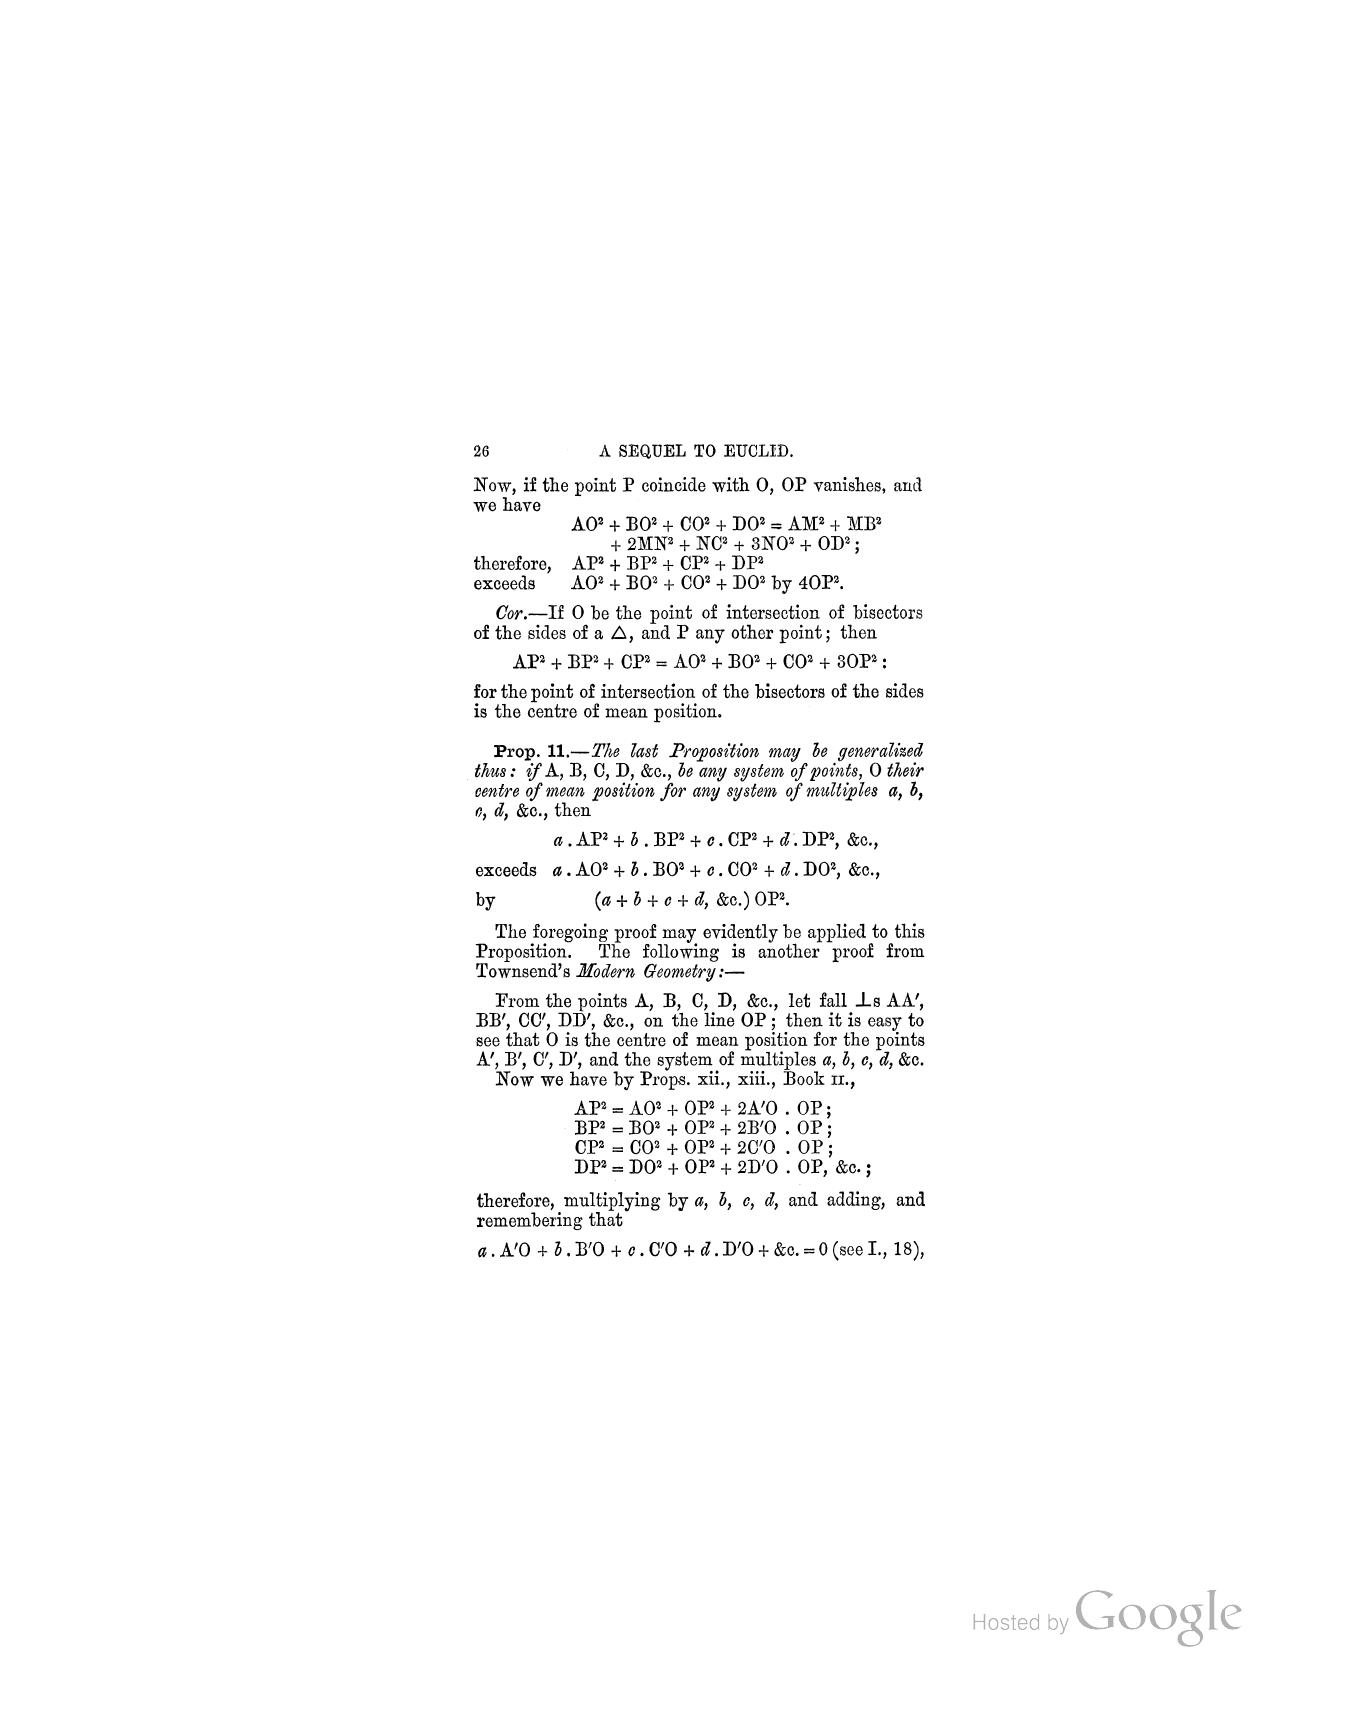 26 A SEQUEL TO EUCLID.
Now, if the point P coincide with O, OP vanishes, and
we have
AO² + BO² + CO² + DO² = AM² + MB²
+ 2MN² + NC² + 3NO² + OD² ;
therefore, AP² + BP² + CP² + DP²
exceeds AO² + BO² + CO² + DO² by 4OP².
Cor.—If O be the point of intersection of bisectors
of the sides of a △, and P any other point ; then
AP² + BP² + CP² = AO² + BO² + CO² + 3OP² :
for the point of intersection of the bisectors of the sides
is the centre of mean position.
Prop. 11.—The last Proposition may be generalized
thus : if A, B, C, D, &c., be any system of points, O their
centre of mean position for any system of multiples a, b,
c, d, &c., then
a . AP² + b . BP² + c . CP² + d . DP², &c.,
exceeds a . AO² + b . BO² + c . CO² + d . DO², &c.,
by (a + b + c + d, &c.) OP².
The foregoing proof may evidently be applied to this
Proposition. The following is another proof from
Townsend's Modern Geometry :—
From the points A, B, C, D, &c., let fall ⊥s AA′,
BB′, CC′, DD′, &c., on the line OP ; then it is easy to
see that O is the centre of mean position for the points
A′, B′, C′, D′, and the system of multiples a, b, c, d, &c.
Now we have by Props. xii., xiii., Book II.,
AP² = AO² + OP² + 2A′O . OP ;
BP² = BO² + OP² + 2B′O . OP ;
CP² = CO² + OP² + 2C′O . OP ;
DP² = DO² + OP² + 2D′O . OP, &c. ;
therefore, multiplying by a, b, c, d, and adding, and
remembering that
a . A′O + b . B′O + c . C′O + d . D′O + &c. = 0 (see I., 18),
Hosted by Google